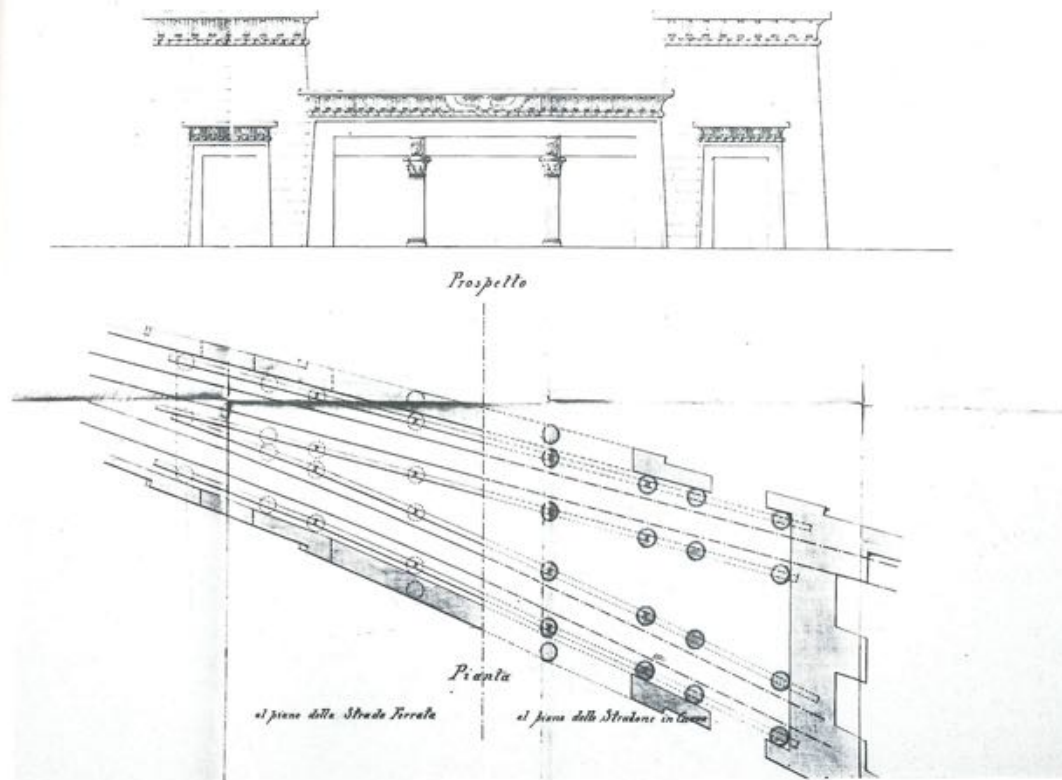 Prospetto
Pianta
al piano della Strada Ferrata
al piano dello Stradone in